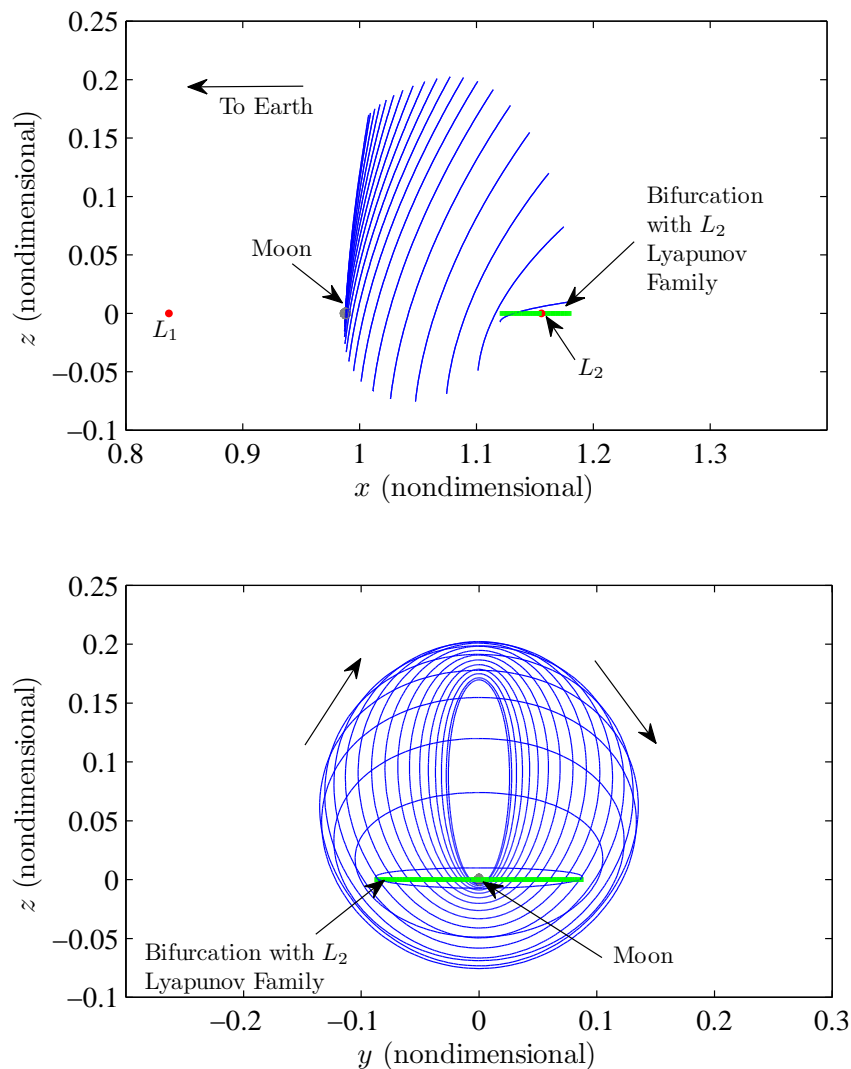 0.25
0.2
0.15
0.1
0.05
0
−0.05
−0.1
z (nondimensional)
To Earth
Moon
Bifurcation
with L₂
Lyapunov
Family
L₁
L₂
0.8 0.9 1 1.1 1.2 1.3
x (nondimensional)
0.25
0.2
0.15
0.1
0.05
0
−0.05
−0.1
z (nondimensional)
Bifurcation with L₂
Lyapunov Family
Moon
−0.2 −0.1 0 0.1 0.2 0.3
y (nondimensional)